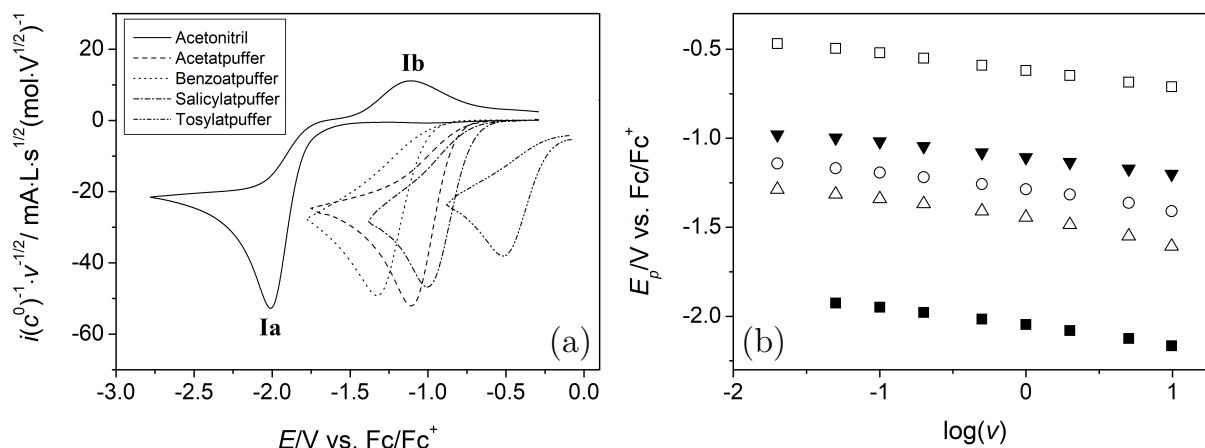 i(c⁰)⁻¹·v⁻¹/²/ mA·L·s¹/²(mol·V¹/²)⁻¹
40
20
0
-20
-40
-60
Acetonitril
Acetatpuffer
Benzoatpuffer
Salicylatpuffer
Tosylatpuffer
Ib
Ia
(a)
-3.0 -2.5 -2.0 -1.5 -1.0 -0.5 0.0
E/V vs. Fc/Fc⁺
Eₚ/V vs. Fc/Fc⁺
-0.5
-1.0
-1.5
-2.0
(b)
-2 -1 0 1
log(v)